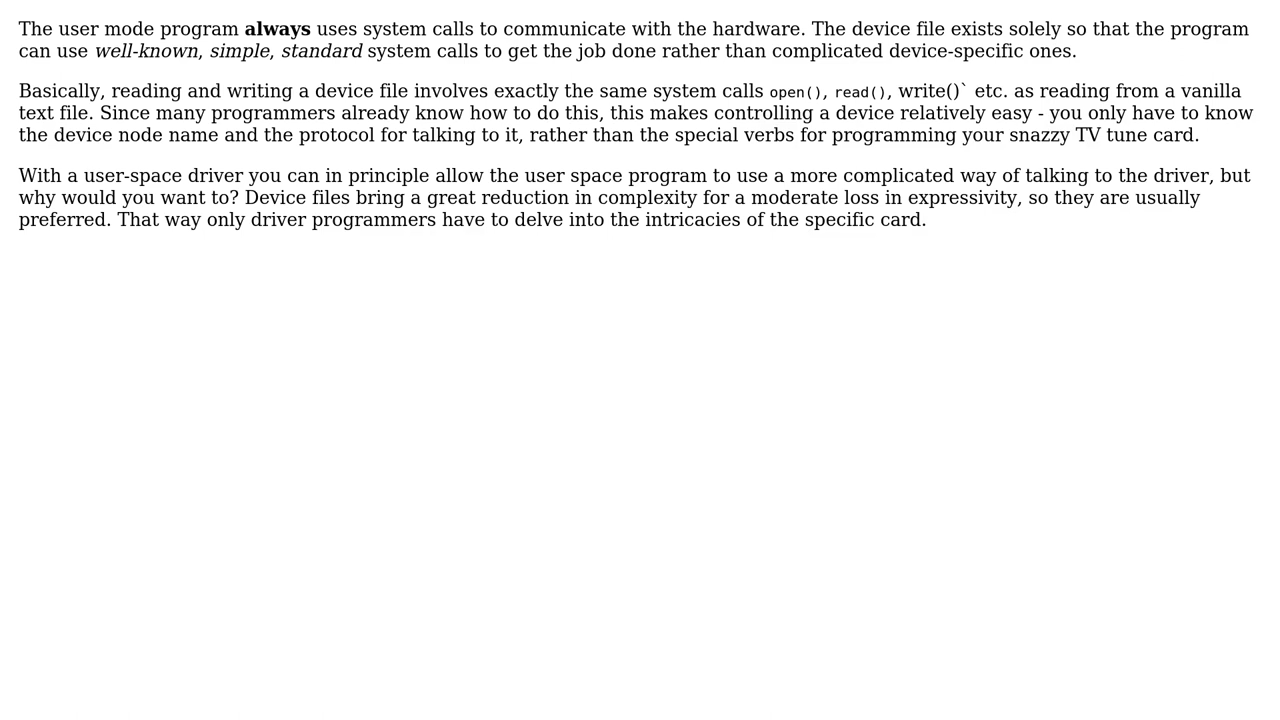 The user mode program always uses system calls to communicate with the hardware. The device file exists solely so that the program
can use well-known, simple, standard system calls to get the job done rather than complicated device-specific ones.
Basically, reading and writing a device file involves exactly the same system calls open(), read(), write()` etc. as reading from a vanilla
text file. Since many programmers already know how to do this, this makes controlling a device relatively easy - you only have to know
the device node name and the protocol for talking to it, rather than the special verbs for programming your snazzy TV tune card.
With a user-space driver you can in principle allow the user space program to use a more complicated way of talking to the driver, but
why would you want to? Device files bring a great reduction in complexity for a moderate loss in expressivity, so they are usually
preferred. That way only driver programmers have to delve into the intricacies of the specific card.